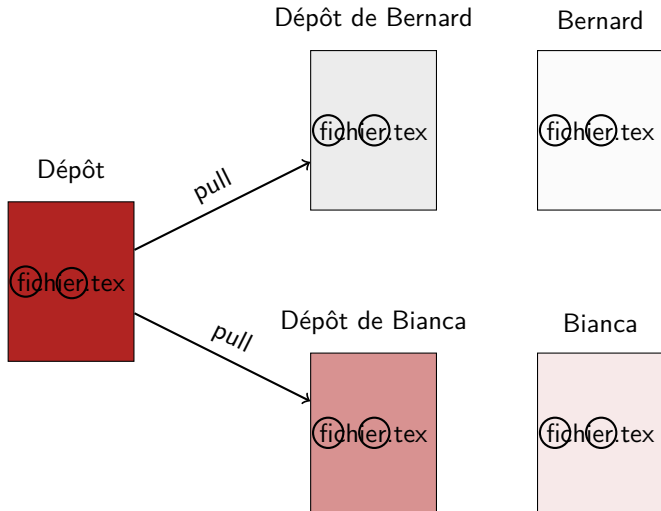 Dépôt de Bernard
Bernard
fichier.tex
fichier.tex
Dépôt
pull
fichier.tex
pull
Dépôt de Bianca
Bianca
fichier.tex
fichier.tex